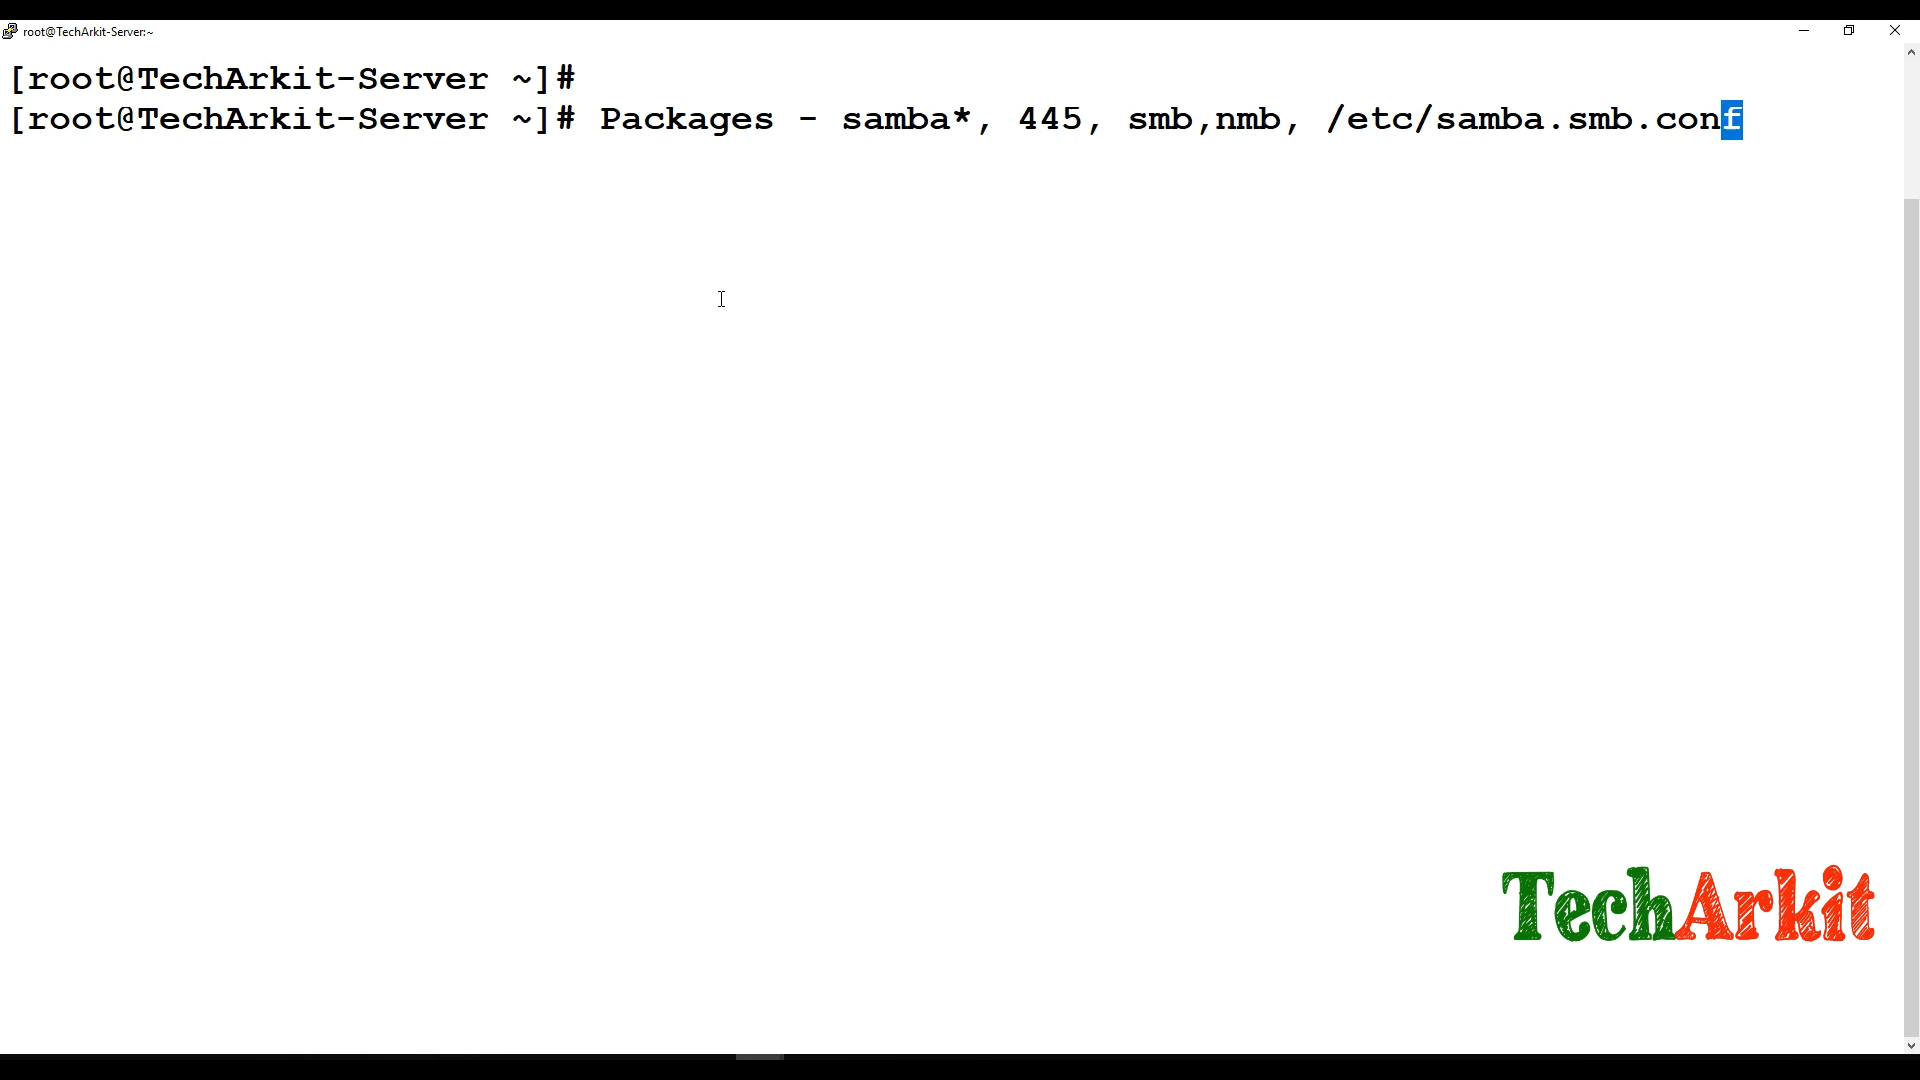 root@TechArkit-Server:~
[root@TechArkit-Server ~]#
[root@TechArkit-Server ~]# Packages - samba*, 445, smb,nmb, /etc/samba.smb.conf
TechArkit